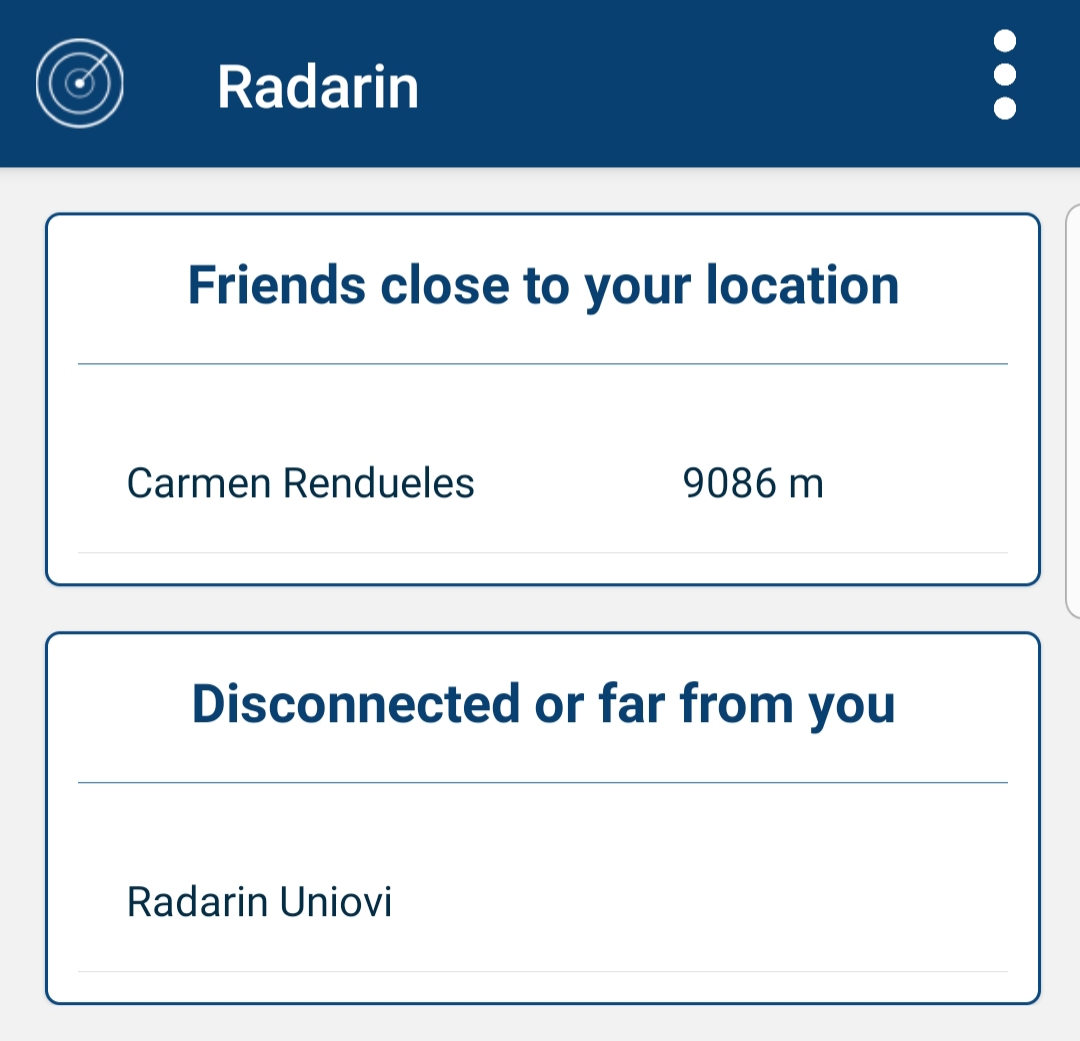 Radarin
Friends close to your location
Carmen Rendueles 9086 m
Disconnected or far from you
Radarin Uniovi